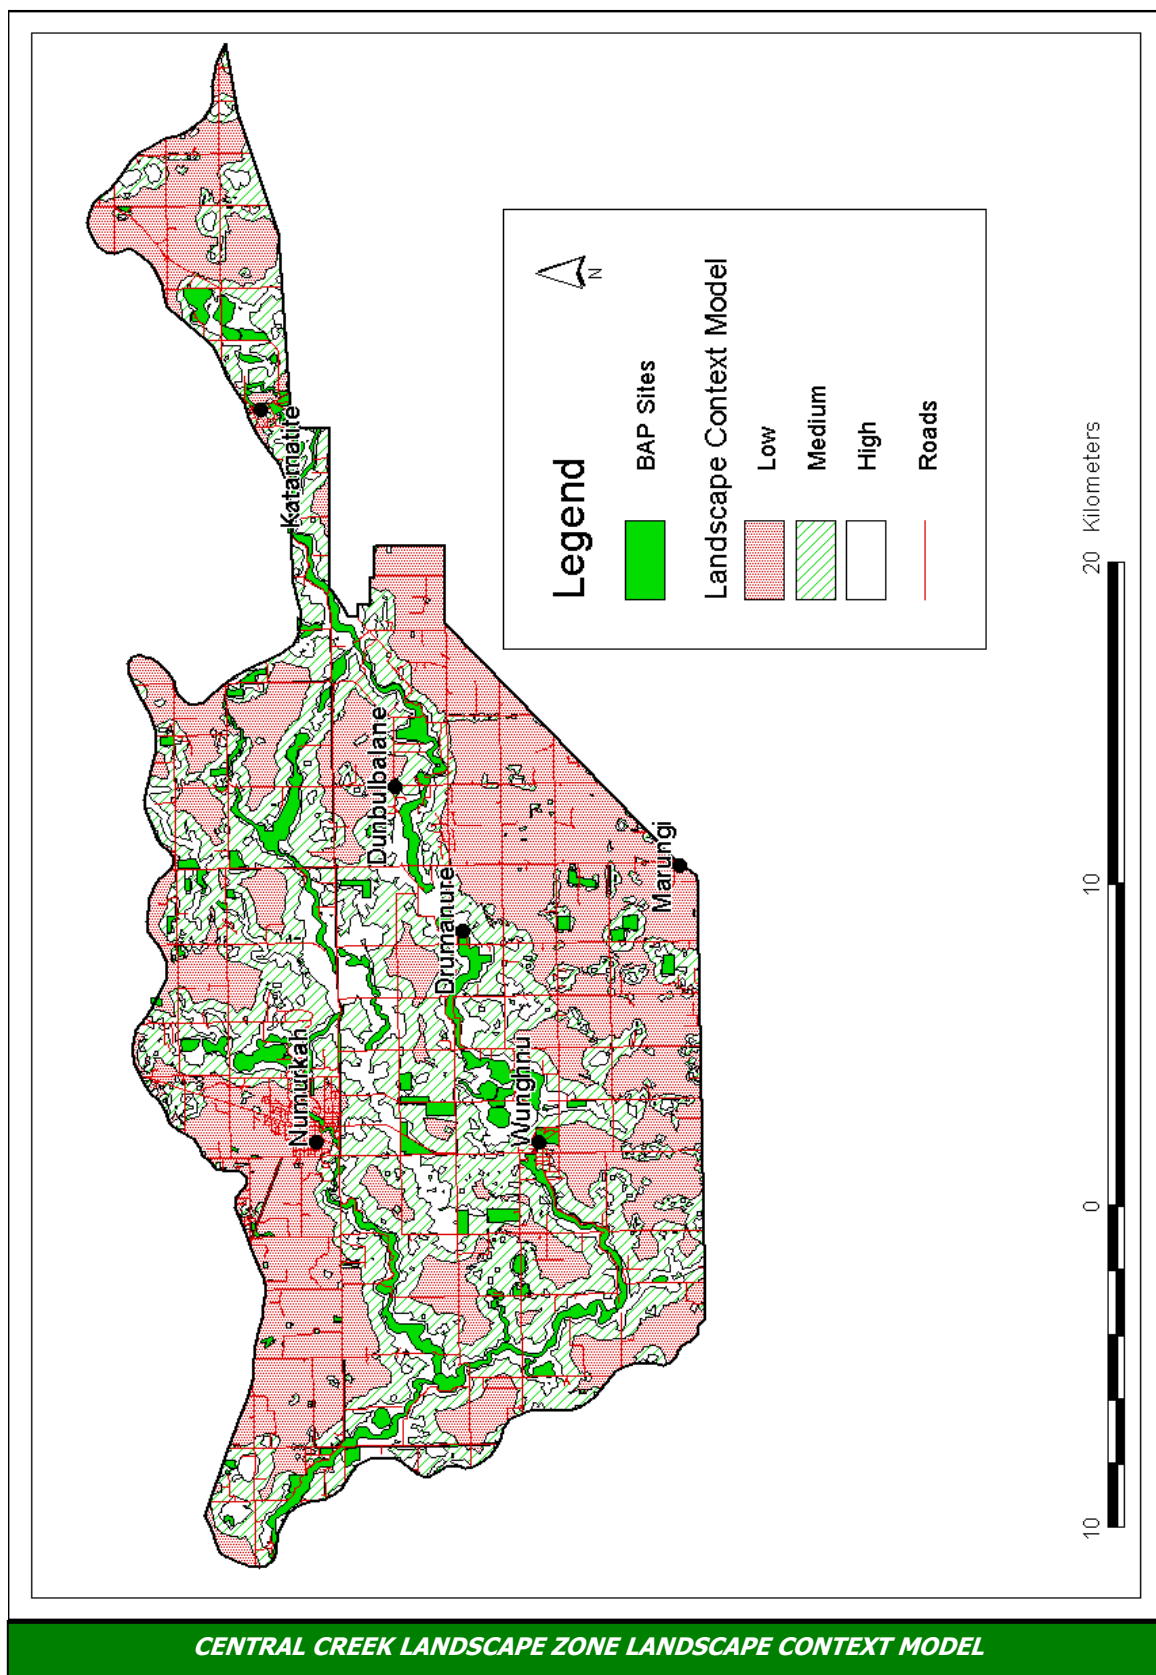 Katamatite
Dunbulbalane
Drumanure
Numurkah
Wunghnu
Marungi
N
Legend
BAP Sites
Landscape Context Model
Low
Medium
High
Roads
10 0 10 20 Kilometers
CENTRAL CREEK LANDSCAPE ZONE LANDSCAPE CONTEXT MODEL